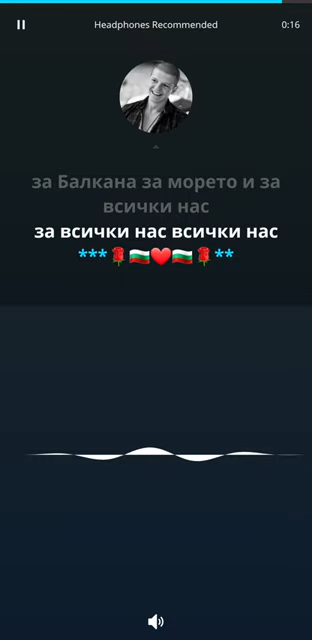 Headphones Recommended
0:16
за Балкана за морето и за
всички нас
за всички нас всички нас
***🌹🇧🇬❤️🇧🇬🌹**